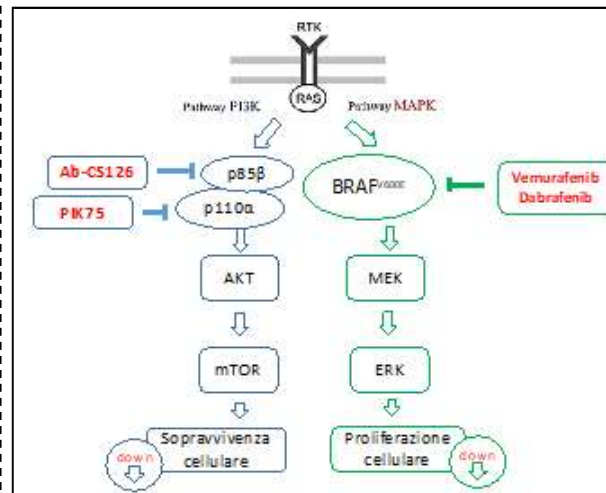 RTK
RAS
Pathway PI3K
Pathway MAPK
Ab-CS126
p85β
BRAFV600E
Vemurafenib
Dabrafenib
PIK75
p110α
AKT
MEK
mTOR
ERK
Sopravvivenza
cellulare
down
Proliferazione
cellulare
down